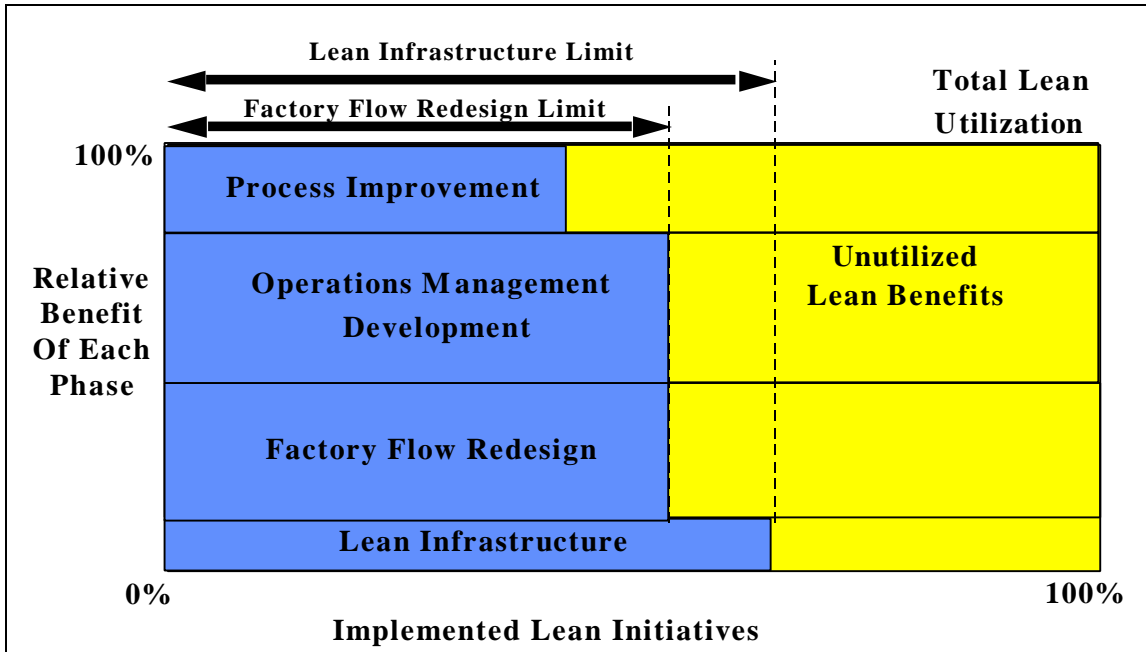 Lean Infrastructure Limit
Factory Flow Redesign Limit
Total Lean
Utilization
100%
Process Improvement
Relative
Benefit
Of Each
Phase
Operations Management
Development
Unutilized
Lean Benefits
Factory Flow Redesign
Lean Infrastructure
0%
100%
Implemented Lean Initiatives